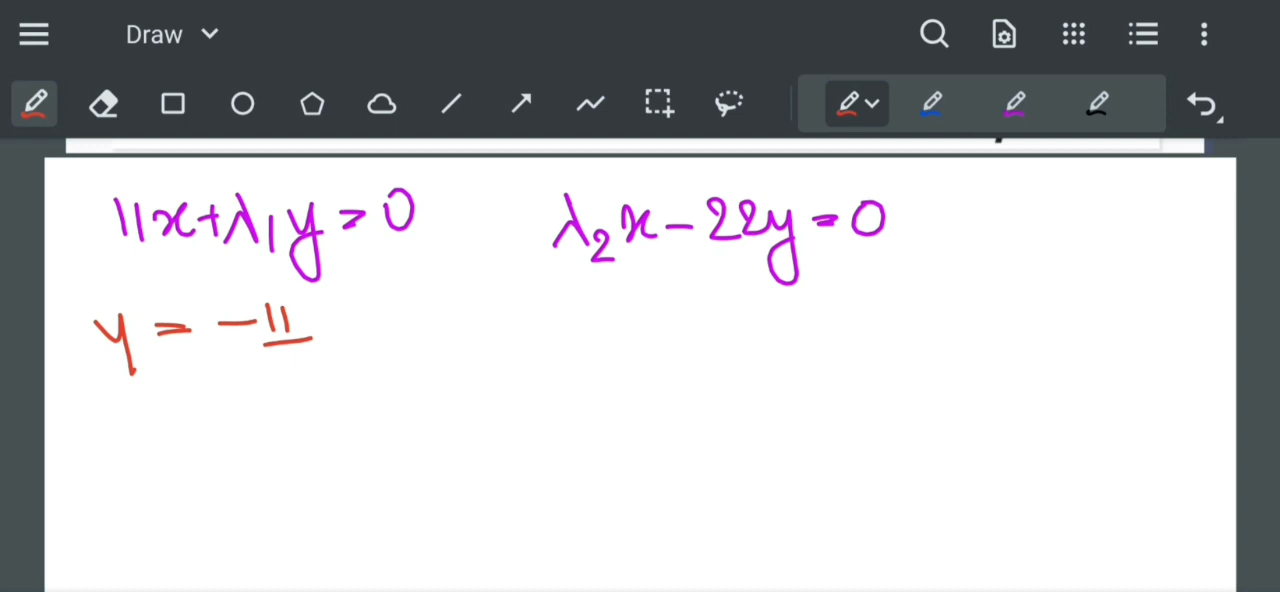 Draw
11x+λ₁y=0 λ₂x-22y=0
y = -11